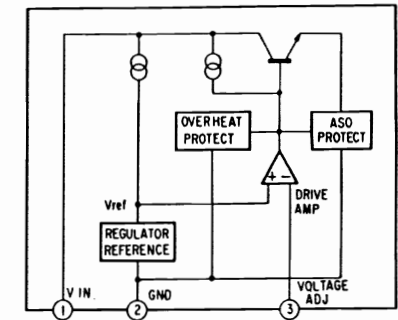 OVERHEAT
PROTECT
ASO
PROTECT
+ -
DRIVE
AMP
Vref
REGULATOR
REFERENCE
V IN
GND
VOLTAGE
ADJ
1
2
3